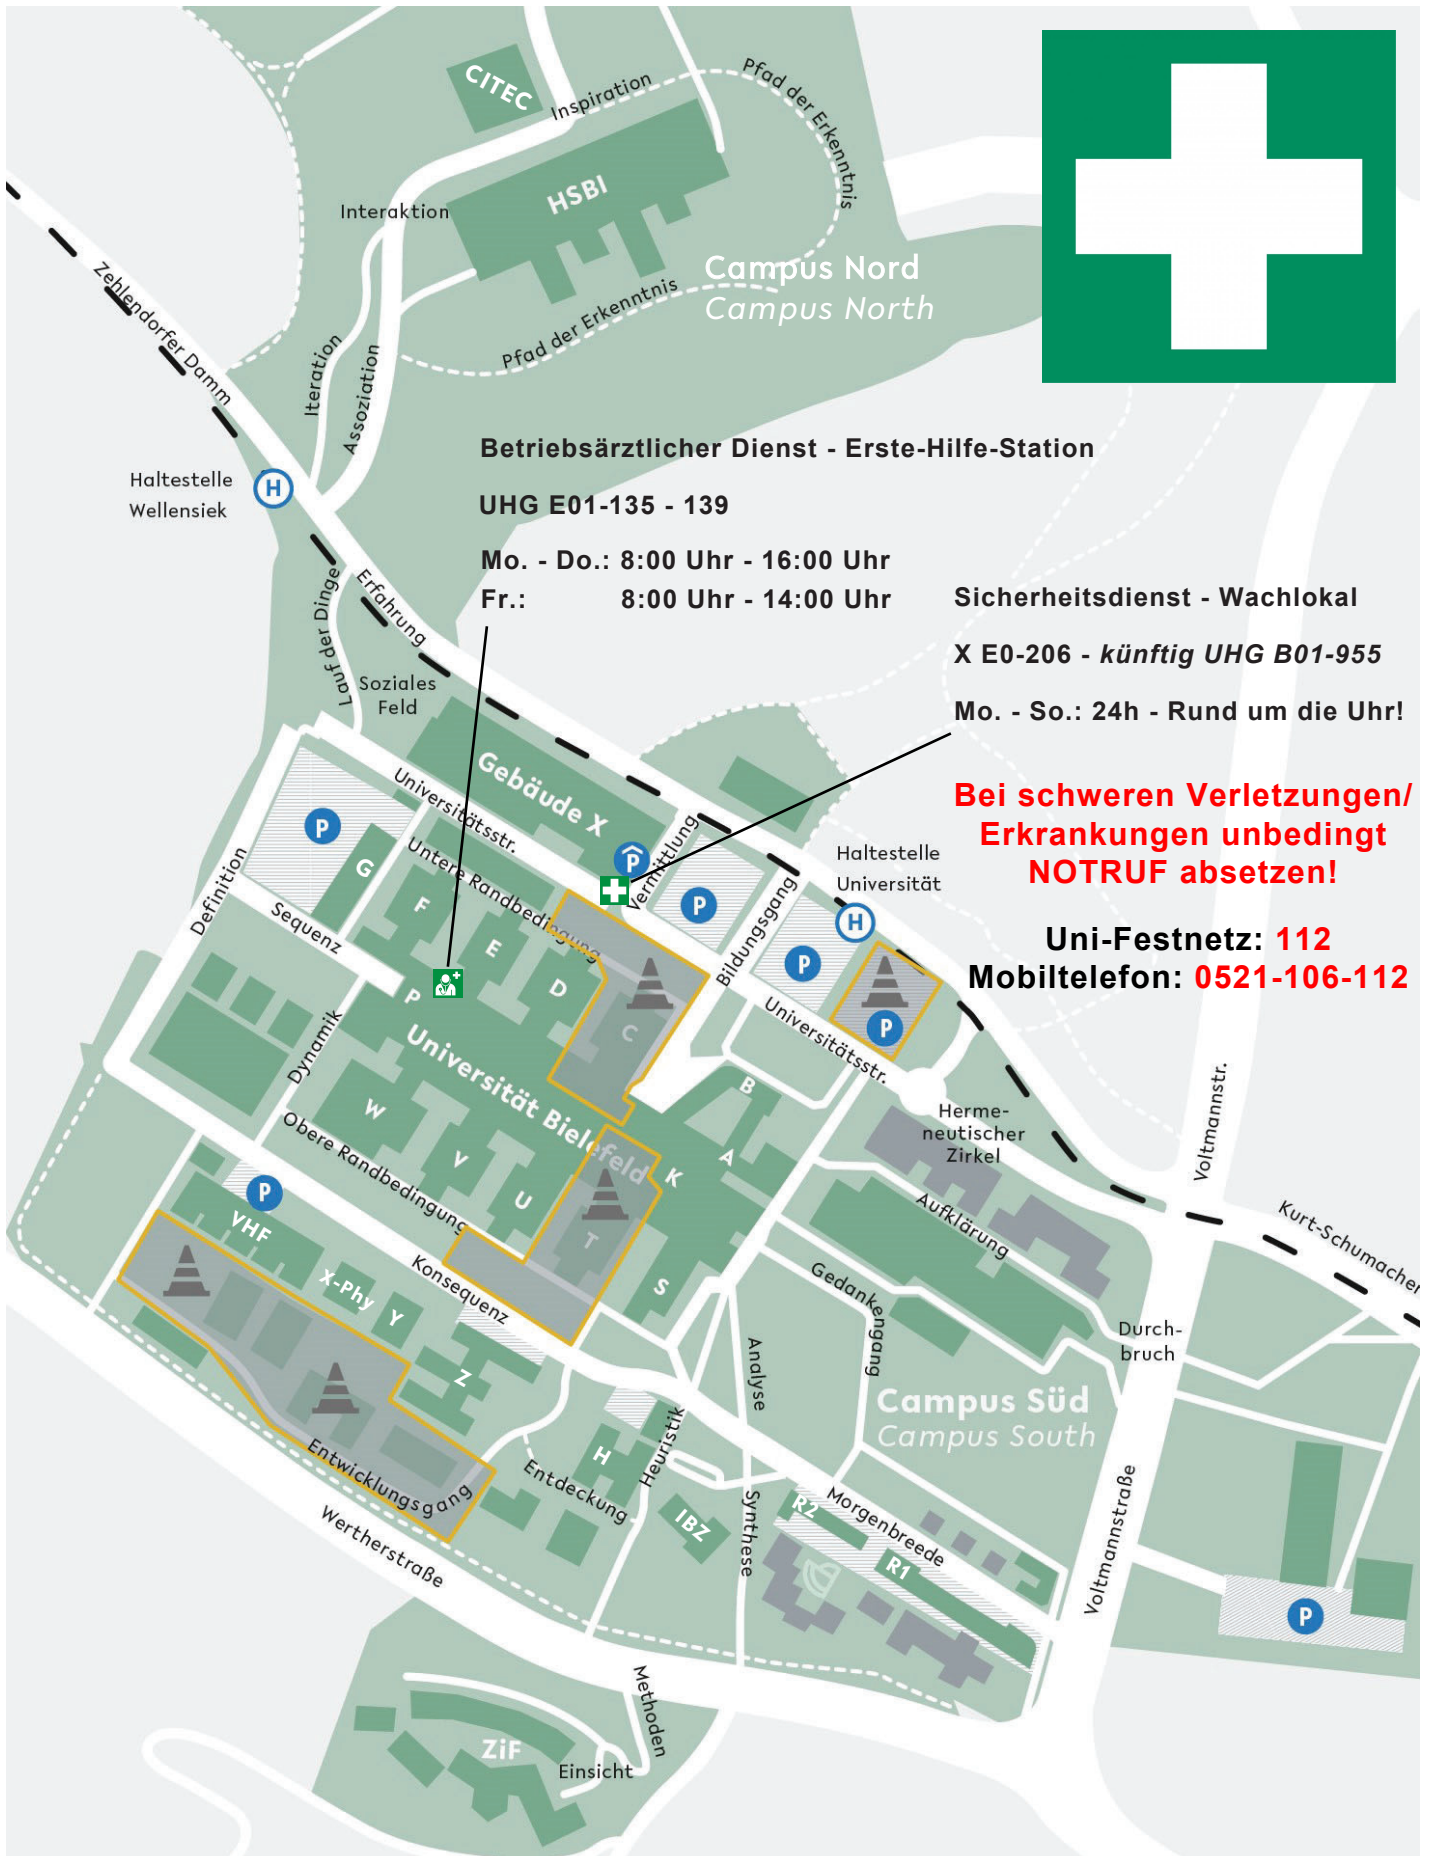 CITEC
Inspiration
Pfad der Erkenntnis
HSBI
Interaktion
Campus Nord
Campus North
Zehlendorfer Damm
Pfad der Erkenntnis
Iteration
Assoziation
Betriebsärztlicher Dienst - Erste-Hilfe-Station
UHG E01-135 - 139
Mo. - Do.: 8:00 Uhr - 16:00 Uhr
Fr.: 8:00 Uhr - 14:00 Uhr
Haltestelle
Wellensiek
H
Sicherheitsdienst - Wachlokal
X E0-206 - künftig UHG B01-955
Mo. - So.: 24h - Rund um die Uhr!
Lauf der Dinge
Erfahrung
Soziales
Feld
Bei schweren Verletzungen/
Erkrankungen unbedingt
NOTRUF absetzen!
Uni-Festnetz: 112
Mobiltelefon: 0521-106-112
Gebäude X
Universitätsstr.
Untere Randbedingung
Vermittlung
Bildungsgang
Haltestelle
Universität
H
P
P
P
P
P
Definition
Sequenz
G
F
E
D
C
P
Universität Bielefeld
Universitätsstr.
Dynamik
W
V
U
T
K
A
B
S
Obere Randbedingung
Herme-
neutischer
Zirkel
Voltmannstr.
Aufklärung
Kurt-Schumacher
P
VHF
X-Phy
Y
Z
Konsequenz
Gedankengang
Durch-
bruch
Analyse
Campus Süd
Campus South
Entwicklungsgang
Wertherstraße
Entdeckung
H
Heuristik
IBZ
Synthese
R2
Morgenbreede
R1
Voltmannstraße
P
Methoden
ZiF
Einsicht